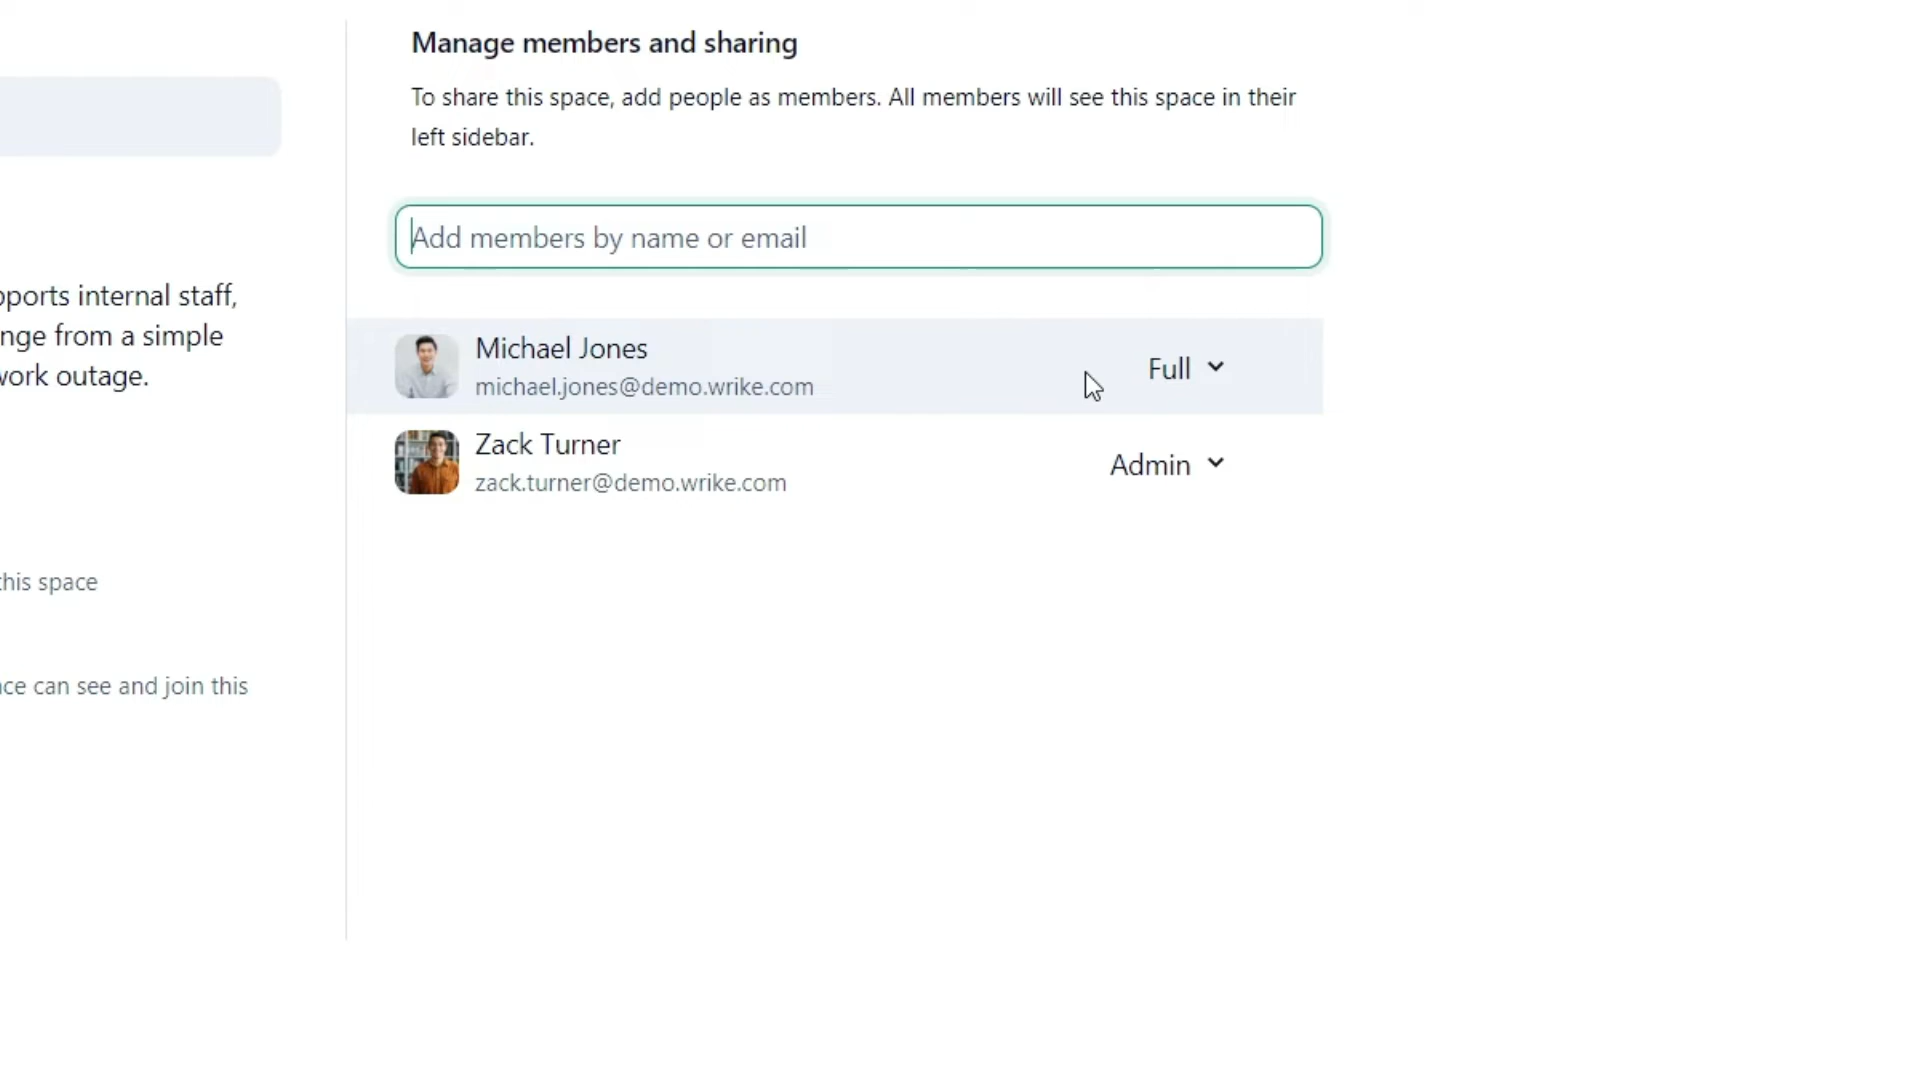 Manage members and sharing
To share this space, add people as members. All members will see this space in their
left sidebar.
Add members by name or email
Michael Jones
michael.jones@demo.wrike.com
Full
Zack Turner
zack.turner@demo.wrike.com
Admin
pports internal staff,
nge from a simple
work outage.
this space
ace can see and join this